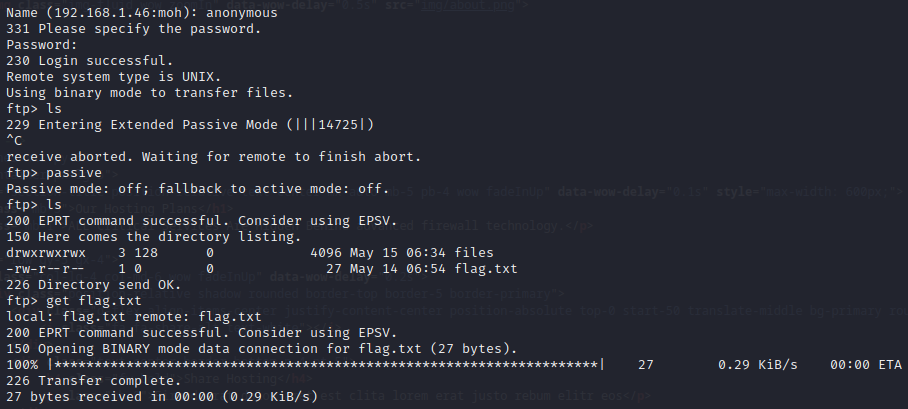 Name (192.168.1.46:moh): anonymous
331 Please specify the password.
Password:
230 Login successful.
Remote system type is UNIX.
Using binary mode to transfer files.
ftp> ls
229 Entering Extended Passive Mode (|||14725|)
^C
receive aborted. Waiting for remote to finish abort.
ftp> passive
Passive mode: off; fallback to active mode: off.
ftp> ls
200 EPRT command successful. Consider using EPSV.
150 Here comes the directory listing.
drwxrwxrwx    3 128      0            4096 May 15 06:34 files
-rw-r--r--    1 0        0              27 May 14 06:54 flag.txt
226 Directory send OK.
ftp> get flag.txt
local: flag.txt remote: flag.txt
200 EPRT command successful. Consider using EPSV.
150 Opening BINARY mode data connection for flag.txt (27 bytes).
100% |*********************************************************************| 27 0.29 KiB/s 00:00 ETA
226 Transfer complete.
27 bytes received in 00:00 (0.29 KiB/s)